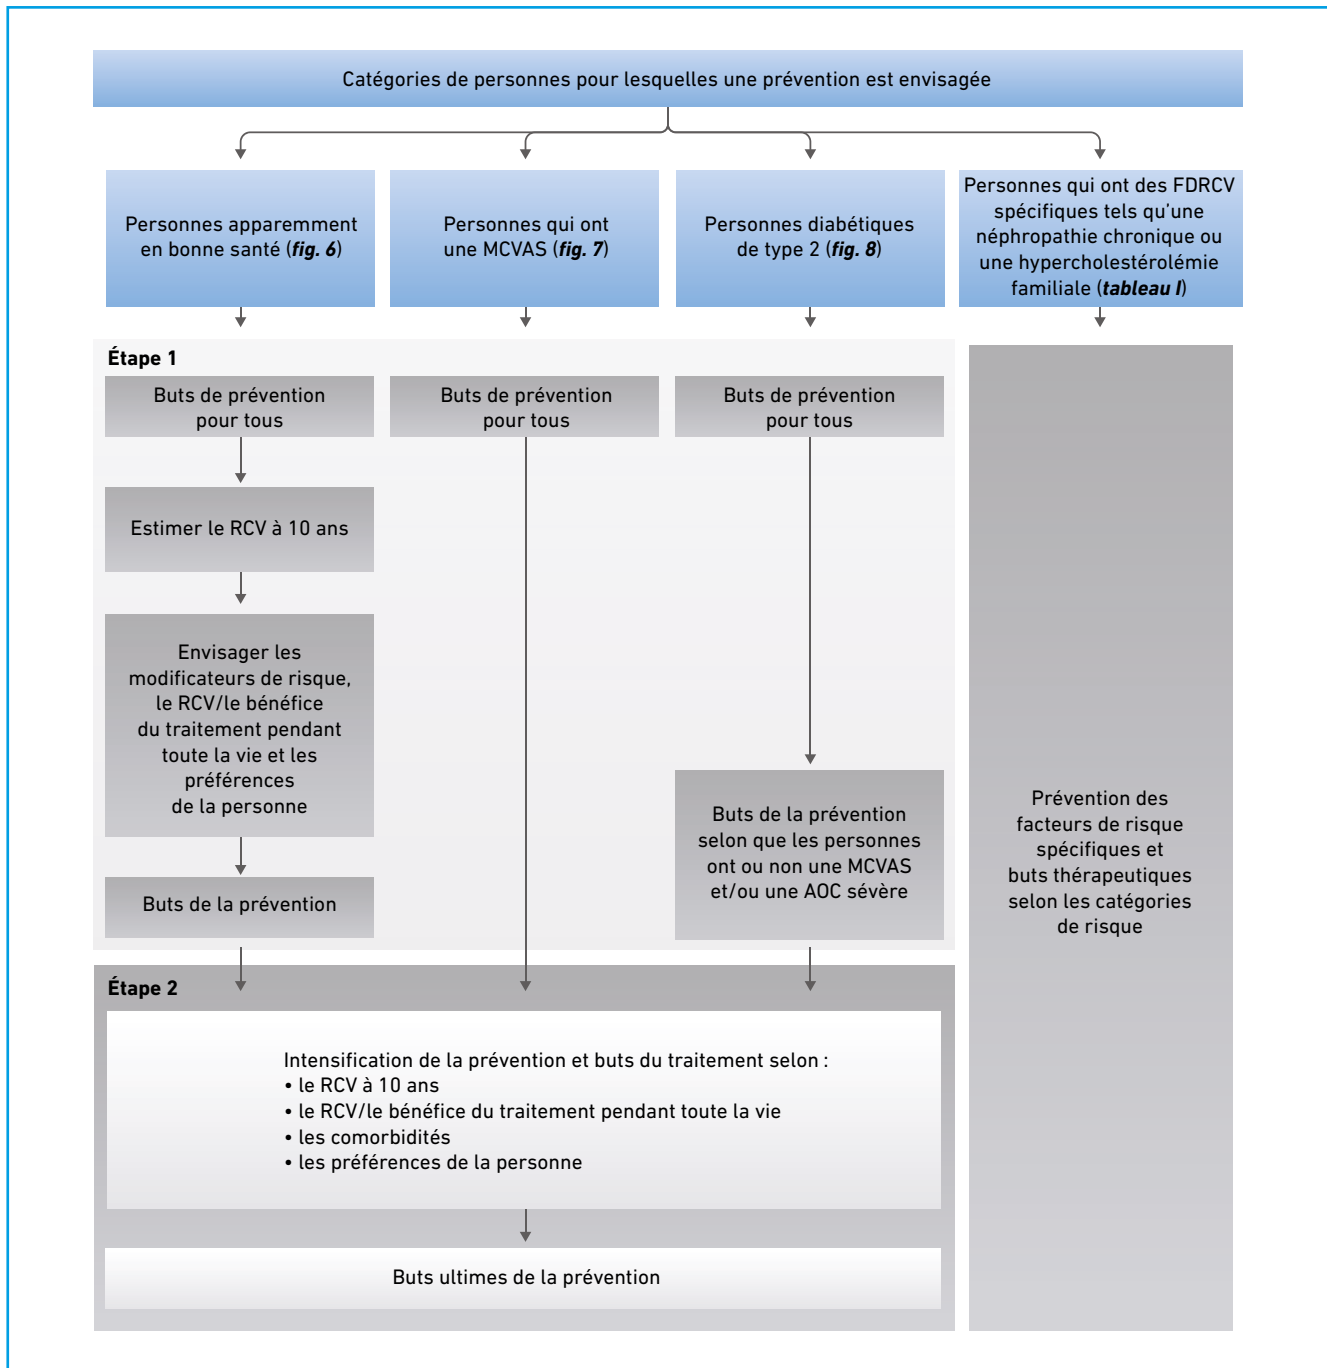 Catégories de personnes pour lesquelles une prévention est envisagée
Personnes apparemment
en bonne santé (fig. 6)
Personnes qui ont
une MCVAS (fig. 7)
Personnes diabétiques
de type 2 (fig. 8)
Personnes qui ont des FDRCV
spécifiques tels qu'une
néphropathie chronique ou
une hypercholestérolémie
familiale (tableau I)
Étape 1
Buts de prévention
pour tous
Buts de prévention
pour tous
Buts de prévention
pour tous
Estimer le RCV à 10 ans
Envisager les
modificateurs de risque,
le RCV/le bénéfice
du traitement pendant
toute la vie et les
préférences
de la personne
Buts de la prévention
Buts de la prévention
selon que les personnes
ont ou non une MCVAS
et/ou une AOC sévère
Prévention des
facteurs de risque
spécifiques et
buts thérapeutiques
selon les catégories
de risque
Étape 2
Intensification de la prévention et buts du traitement selon :
• le RCV à 10 ans
• le RCV/le bénéfice du traitement pendant toute la vie
• les comorbidités
• les préférences de la personne
Buts ultimes de la prévention